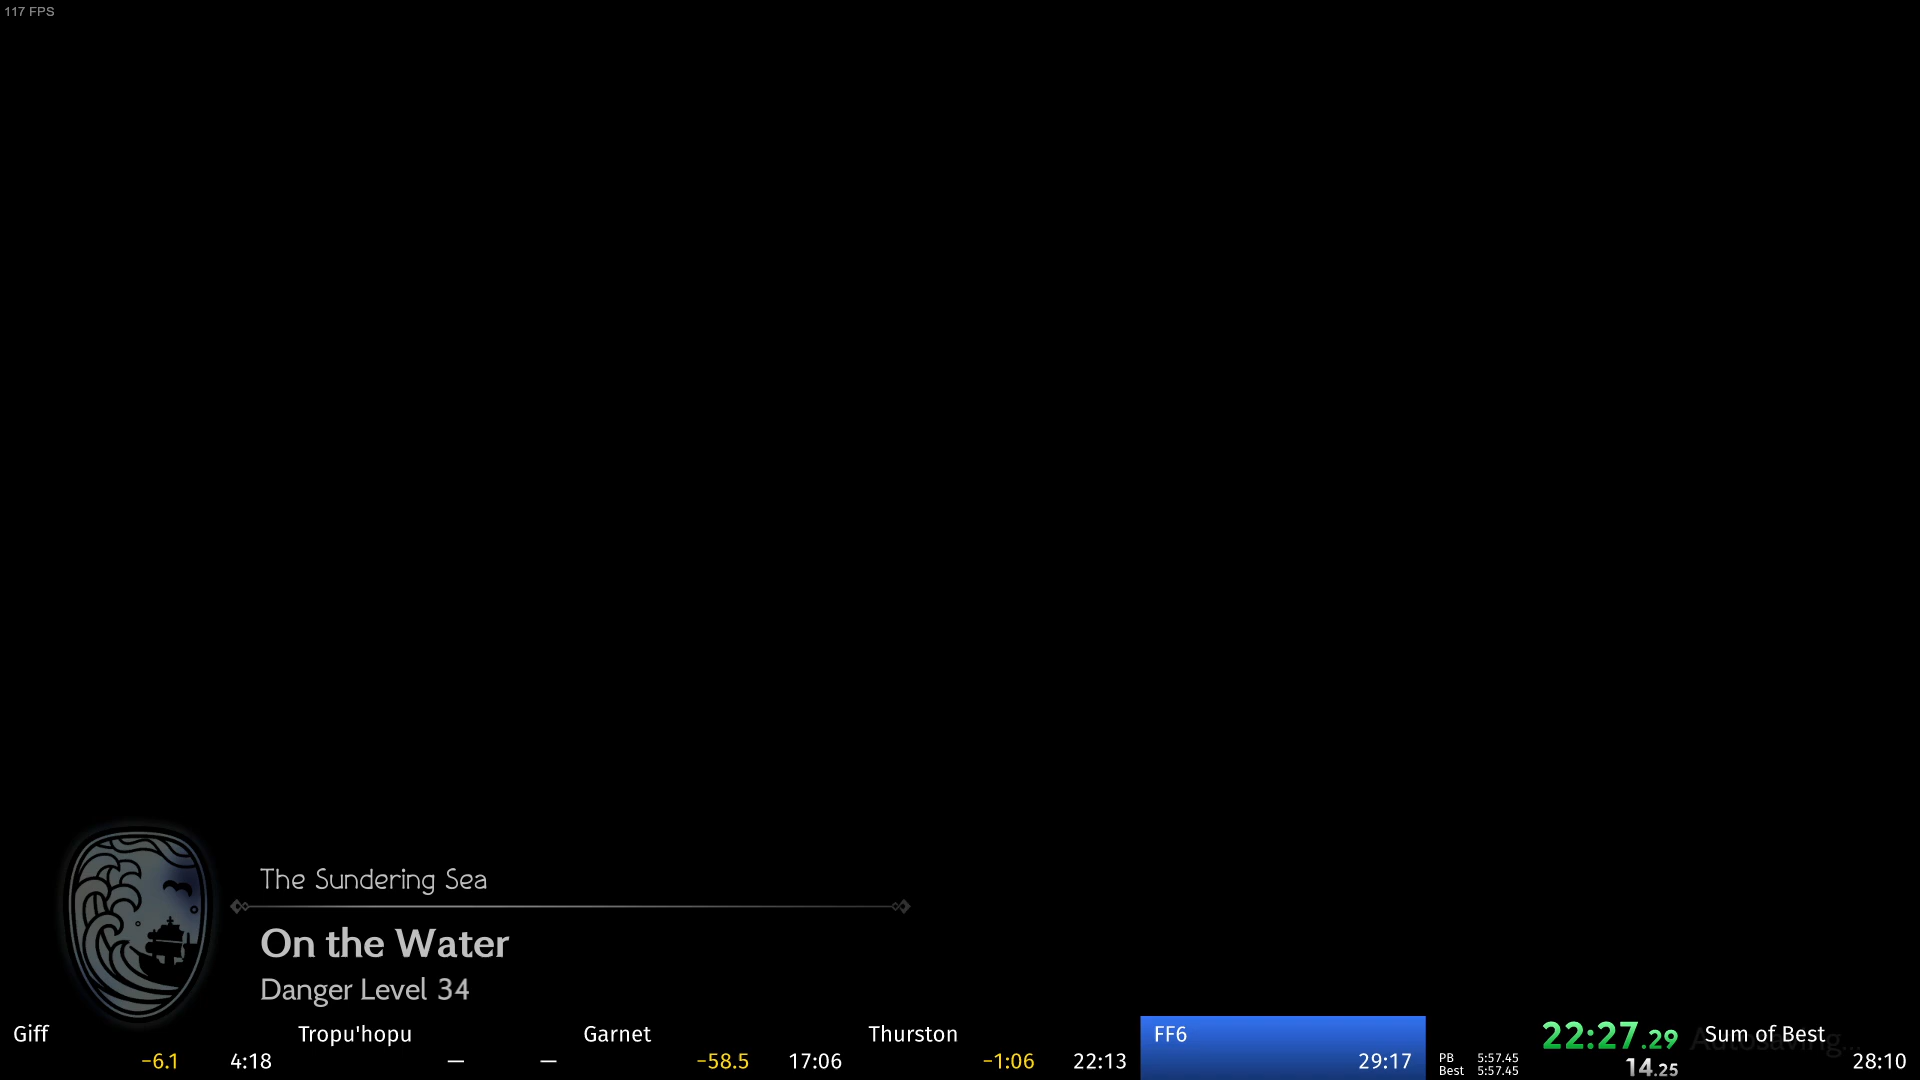 117 FPS
The Sundering Sea
On the Water
Danger Level 34
Giff
−6.1 4:18
Tropu'hopu
— —
Garnet
−58.5 17:06
Thurston
−1:06 22:13
FF6
29:17
PB 5:57.45
Best 5:57.45
22:27.29
14.25
Autosaving...
Sum of Best
28:10